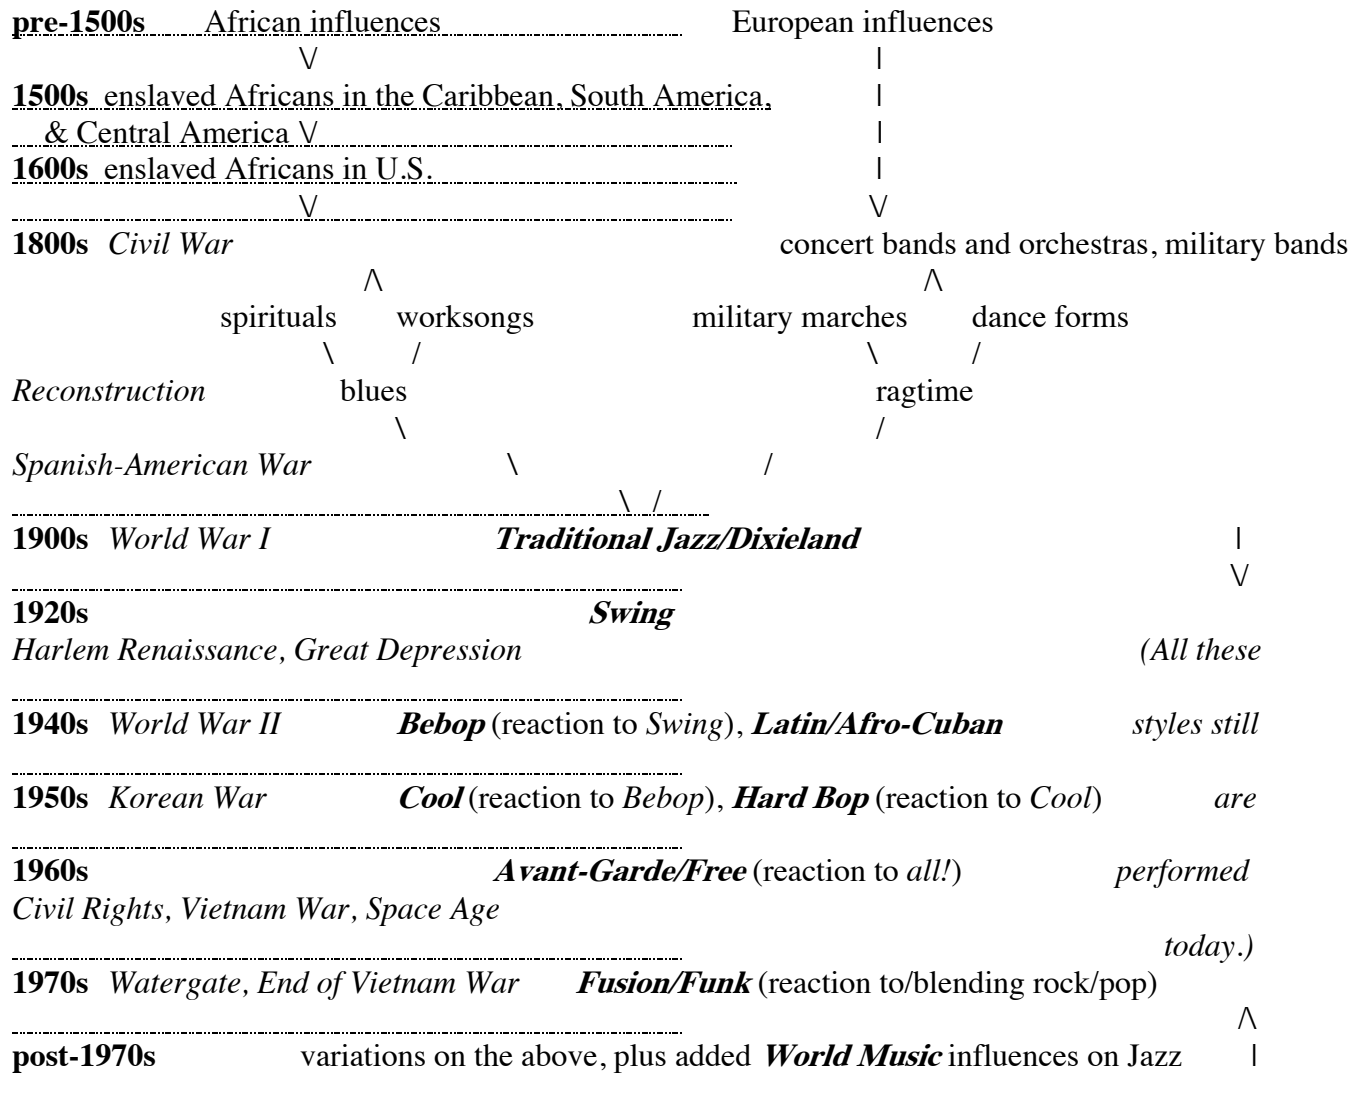 pre-1500s African influences European influences
\/ |
1500s enslaved Africans in the Caribbean, South America, |
& Central America \/ |
1600s enslaved Africans in U.S. |
\/ \/
1800s Civil War concert bands and orchestras, military bands
/\ /\
spirituals worksongs military marches dance forms
\ / \ /
Reconstruction blues ragtime
\ /
Spanish-American War \ /
\ /
1900s World War I Traditional Jazz/Dixieland |
\/
1920s Swing
Harlem Renaissance, Great Depression (All these
1940s World War II Bebop (reaction to Swing), Latin/Afro-Cuban styles still
1950s Korean War Cool (reaction to Bebop), Hard Bop (reaction to Cool) are
1960s Avant-Garde/Free (reaction to all!) performed
Civil Rights, Vietnam War, Space Age
today.)
1970s Watergate, End of Vietnam War Fusion/Funk (reaction to/blending rock/pop)
/\
post-1970s variations on the above, plus added World Music influences on Jazz |